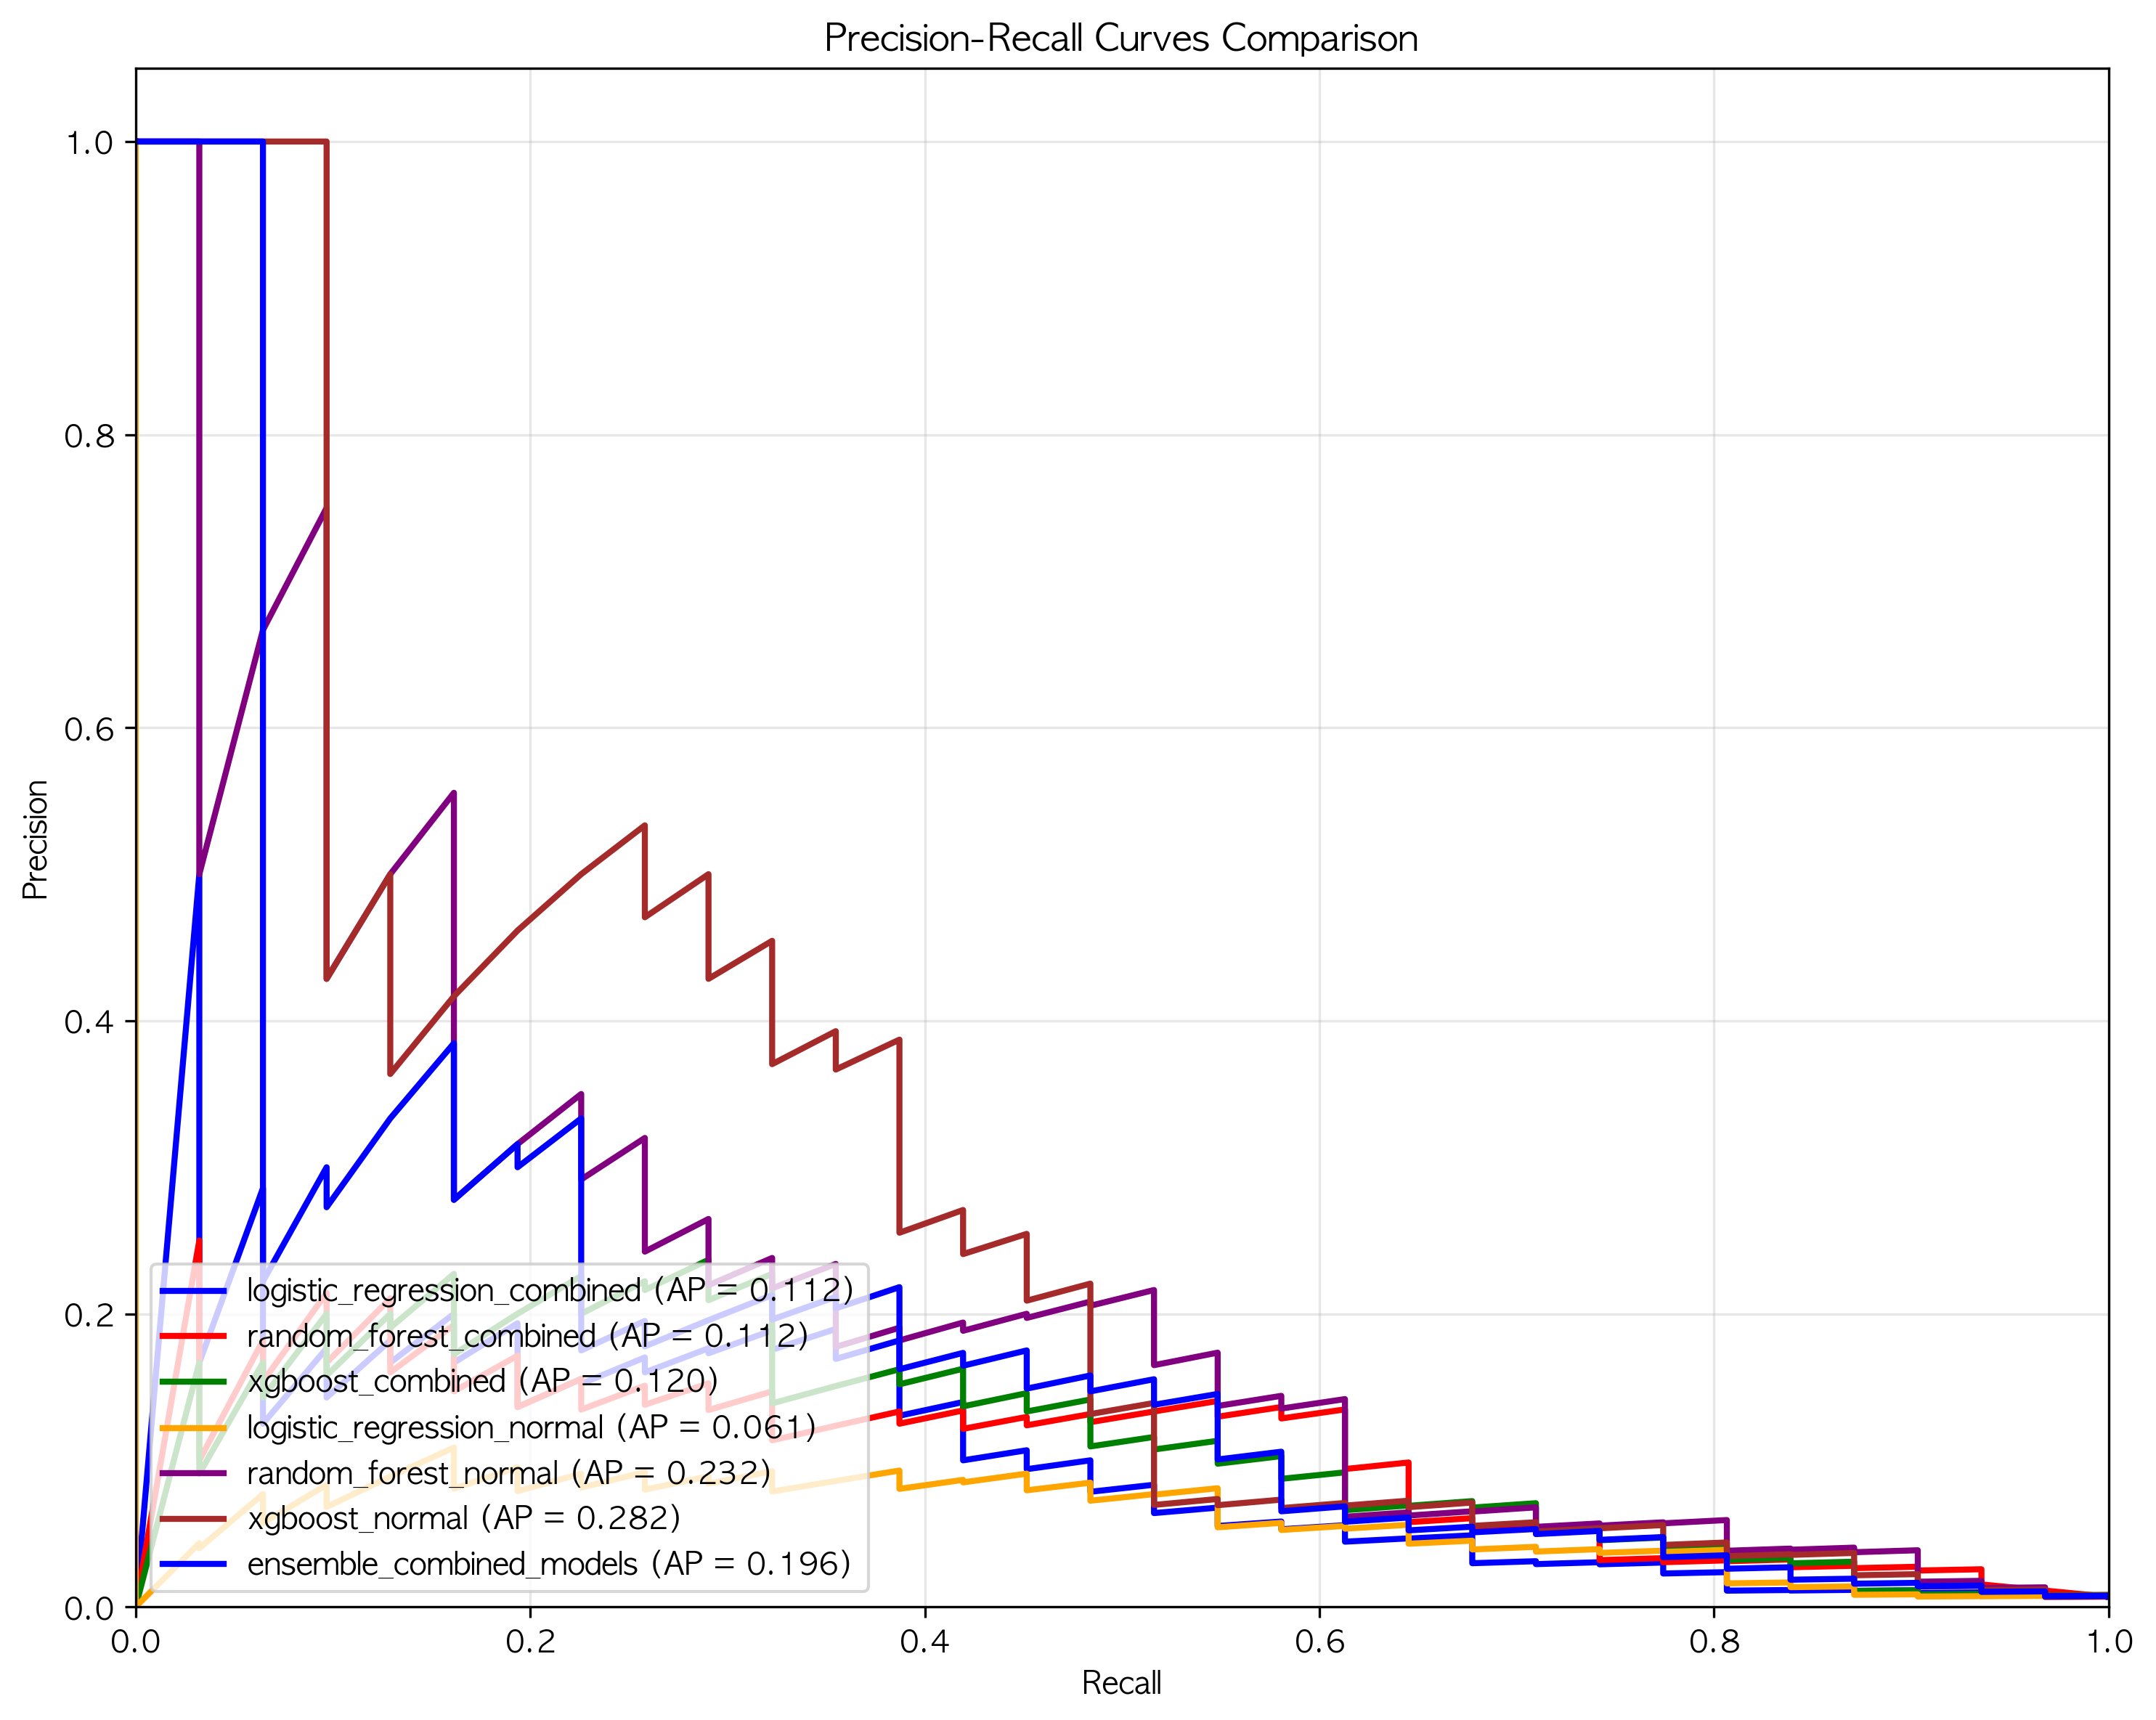 Precision-Recall Curves Comparison
1.0
0.8
0.6
0.4
0.2
0.0
Precision
logistic_regression_combined (AP = 0.112)
random_forest_combined (AP = 0.112)
xgboost_combined (AP = 0.120)
logistic_regression_normal (AP = 0.061)
random_forest_normal (AP = 0.232)
xgboost_normal (AP = 0.282)
ensemble_combined_models (AP = 0.196)
0.0 0.2 0.4 0.6 0.8 1.0
Recall